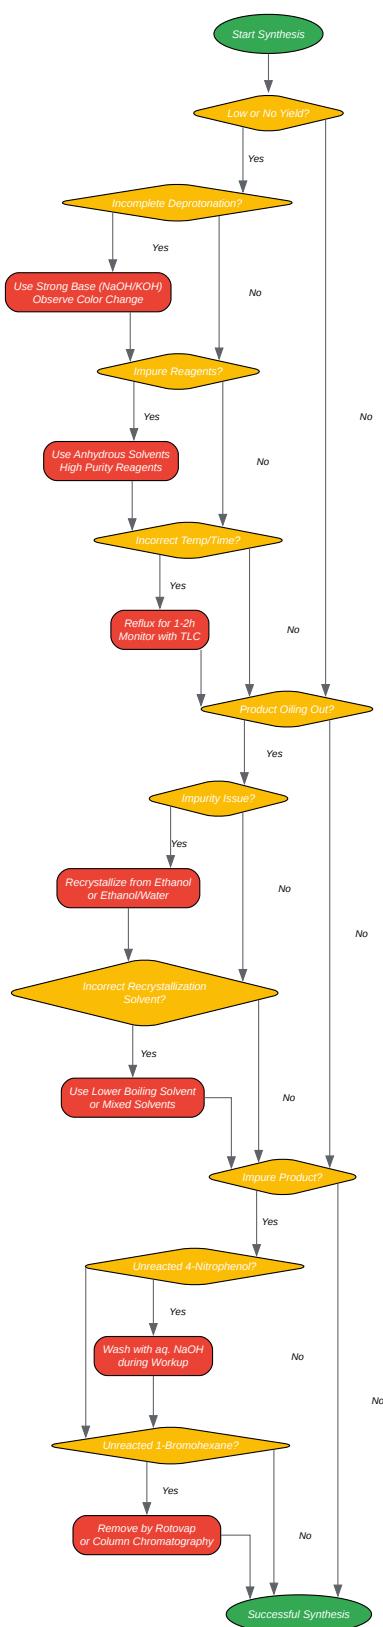 Start Synthesis
Low or No Yield?
Yes
Incomplete Deprotonation?
Yes
Use Strong Base (NaOH/KOH)
Observe Color Change
No
Impure Reagents?
Yes
No
Use Anhydrous Solvents
High Purity Reagents
No
Incorrect Temp/Time?
Yes
Reflux for 1-2h
Monitor with TLC
No
Product Oiling Out?
Yes
Impurity Issue?
Yes
Recrystallize from Ethanol
or Ethanol/Water
No
No
Incorrect Recrystallization
Solvent?
Yes
Use Lower Boiling Solvent
or Mixed Solvents
No
Impure Product?
Yes
Unreacted 4-Nitrophenol?
Yes
Wash with aq. NaOH
during Workup
No
No
Unreacted 1-Bromohexane?
Yes
Remove by Rotovap
or Column Chromatography
No
Successful Synthesis